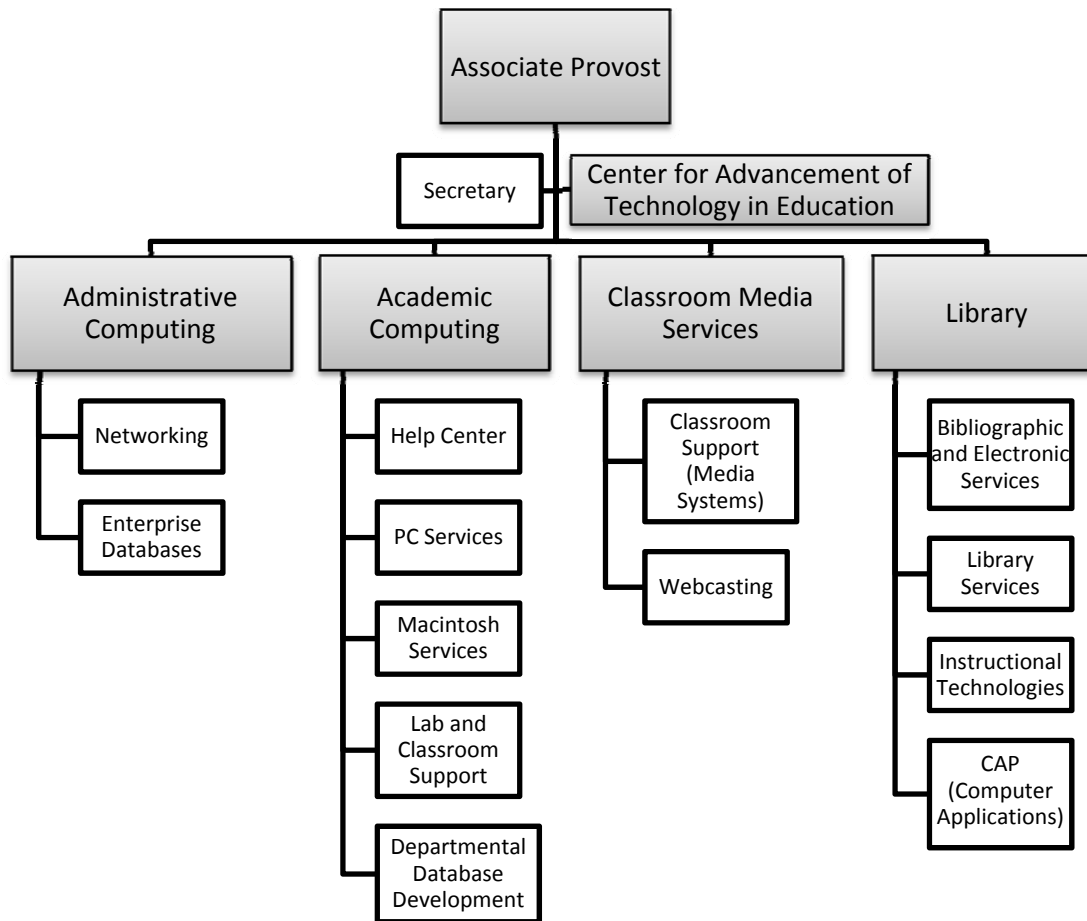 Associate Provost
Secretary
Center for Advancement of
Technology in Education
Administrative
Computing
Academic
Computing
Classroom Media
Services
Library
Networking
Enterprise
Databases
Help Center
PC Services
Macintosh
Services
Lab and
Classroom
Support
Departmental
Database
Development
Classroom
Support
(Media
Systems)
Webcasting
Bibliographic
and Electronic
Services
Library
Services
Instructional
Technologies
CAP
(Computer
Applications)